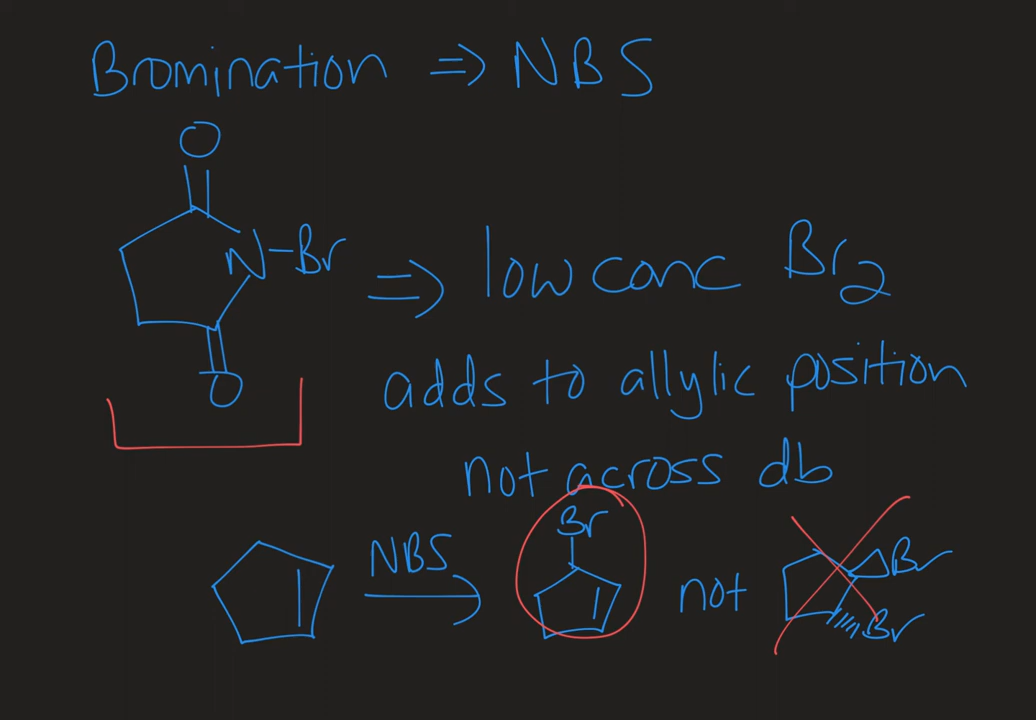 Bromination => NBS
O
N-Br
O
=> low conc Br2
adds to allylic position
not across db
NBS
Br
not
Br
Br